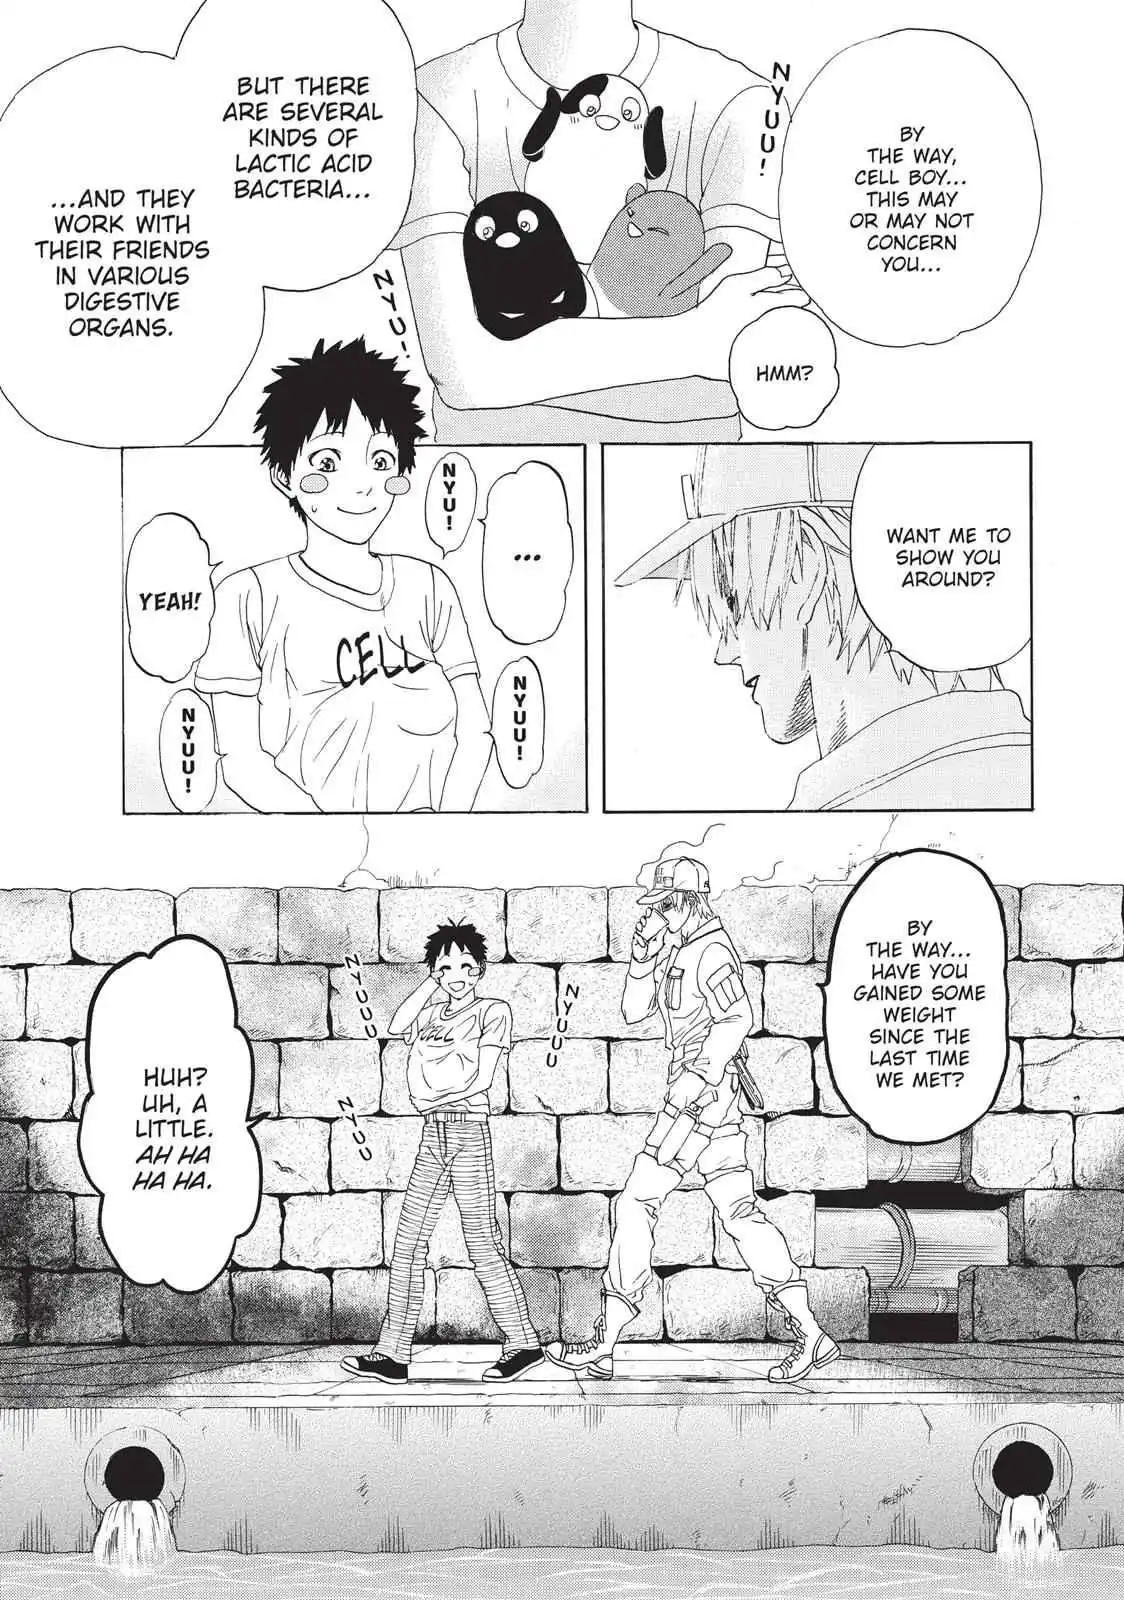 BY
THE WAY,
CELL BOY...
THIS MAY
OR MAY NOT
CONCERN
YOU...
NYUU!
HMM?
BUT THERE
ARE SEVERAL
KINDS OF
LACTIC ACID
BACTERIA...
...AND THEY
WORK WITH
THEIR FRIENDS
IN VARIOUS
DIGESTIVE
ORGANS.
NYU!
WANT ME TO
SHOW YOU
AROUND?
...
NYU!
YEAH!
CELL
NYUU!
NYUU!
BY
THE WAY...
HAVE YOU
GAINED SOME
WEIGHT
SINCE THE
LAST TIME
WE MET?
NYUUU
NYUUU
CELL
NYUU
HUH?
UH, A
LITTLE.
AH HA
HA HA.